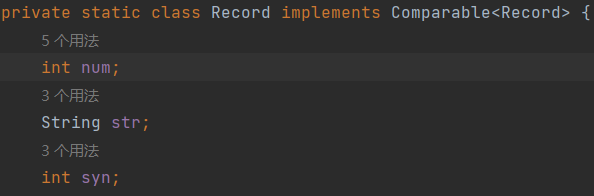 private static class Record implements Comparable<Record> {
5 个用法
int num;
3 个用法
String str;
3 个用法
int syn;